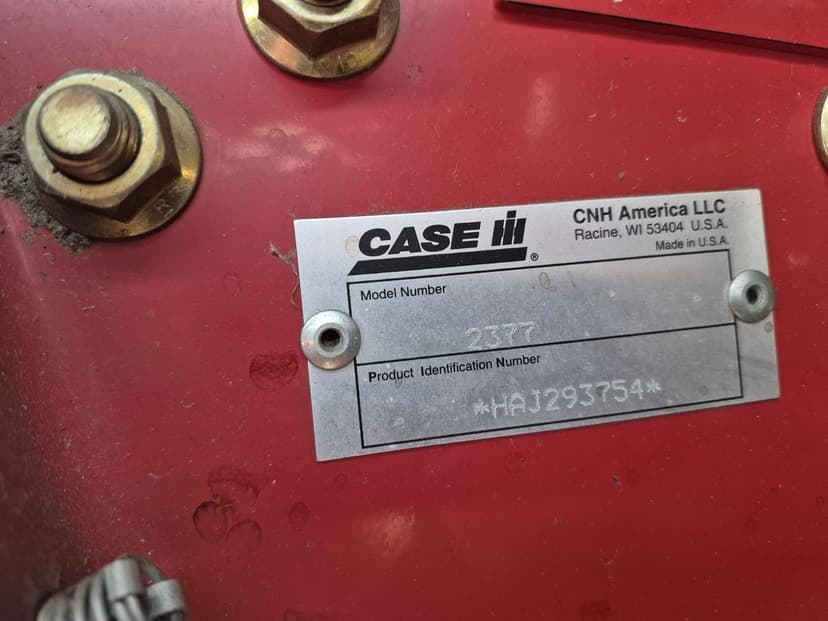 CASE IH®
CNH America LLC
Racine, WI 53404 U.S.A.
Made in U.S.A.
Model Number
2377
Product Identification Number
*HAJ293754*
R